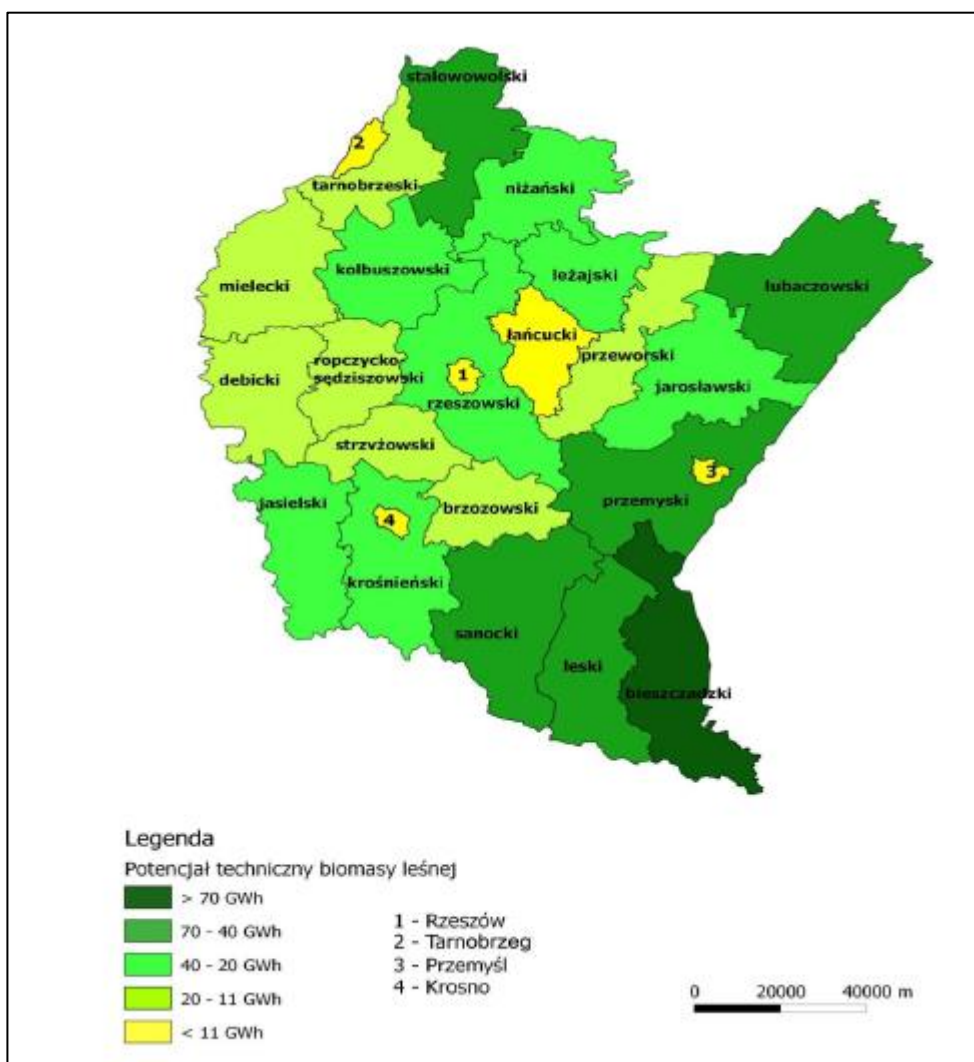 stalowowolski
2
tarnobrzeski
niżański
kolbuszowski
leżajski
mielecki
lubaczowski
łańcucki
ropczycko-
sędziszowski
przeworski
debicki
1
rzeszowski
jarosławski
strzyżowski
3
przemyski
jasielski
brzozowski
4
krośnieński
sanocki
leski
bieszczadzki
Legenda
Potencjał techniczny biomasy leśnej
> 70 GWh
70 - 40 GWh
40 - 20 GWh
20 - 11 GWh
< 11 GWh
1 - Rzeszów
2 - Tarnobrzeg
3 - Przemyśl
4 - Krosno
0 20000 40000 m